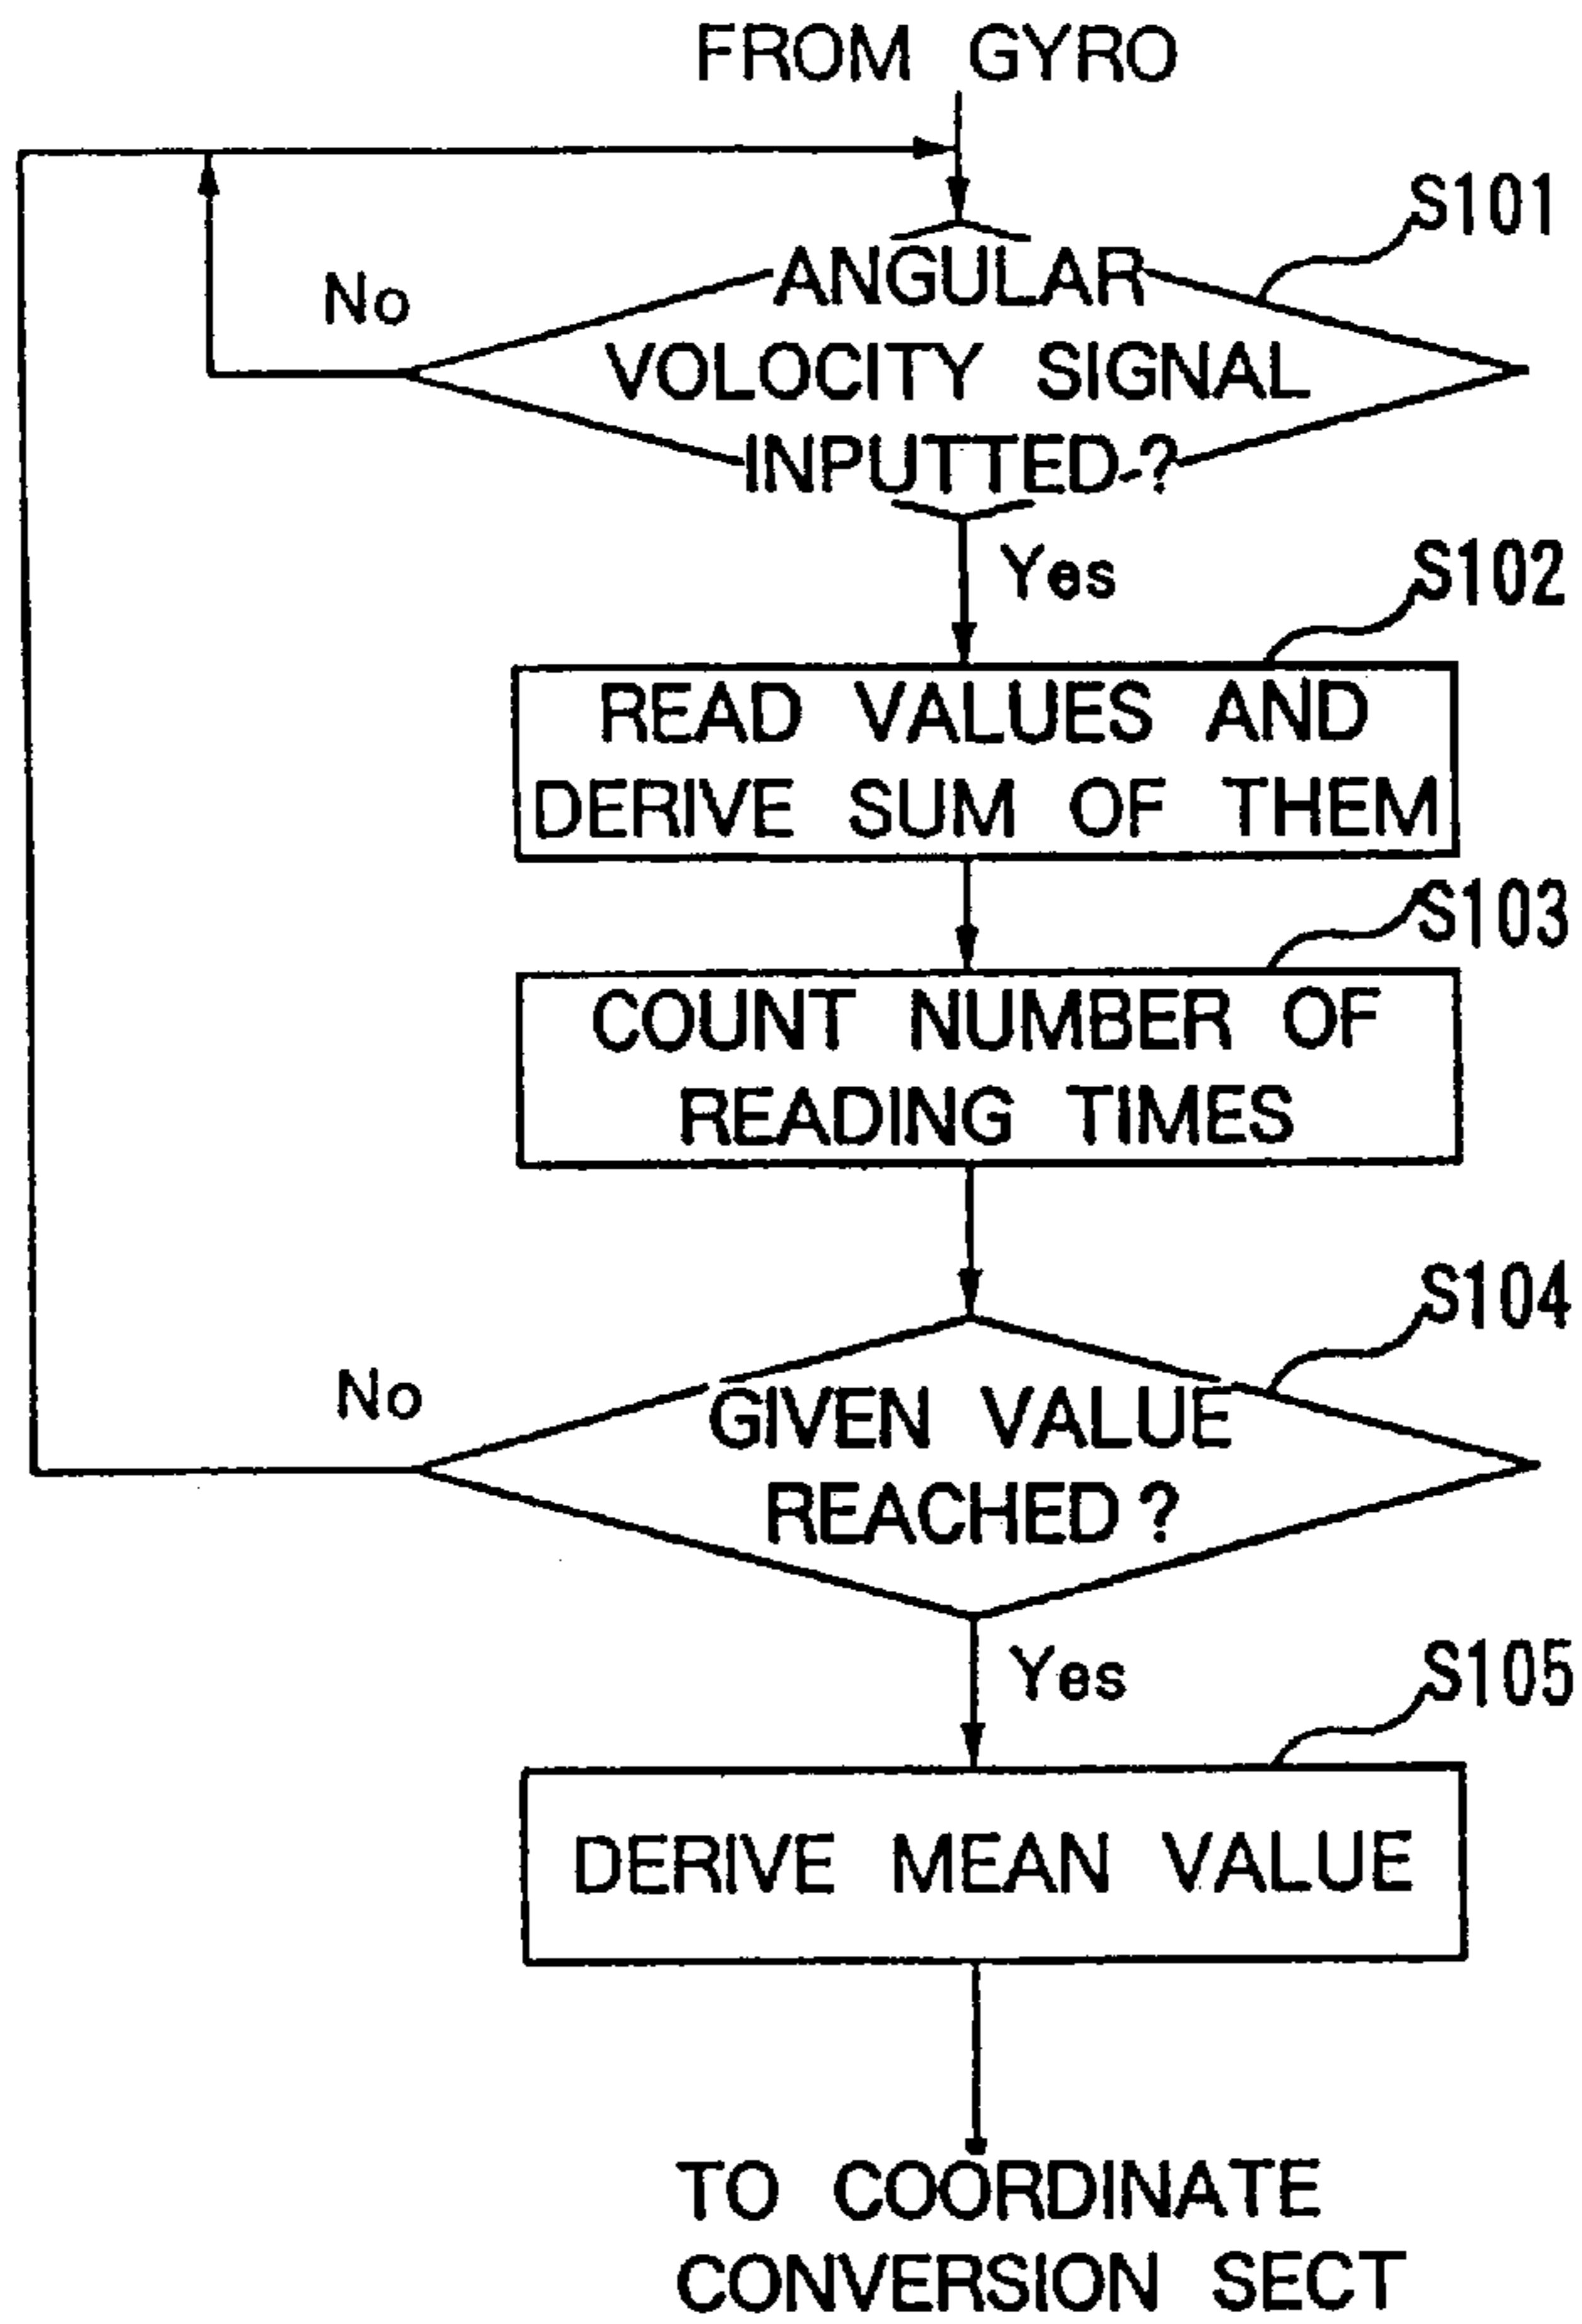 FROM GYRO
S101
No
ANGULAR
VOLOCITY SIGNAL
INPUTTED ?
Yes
S102
READ VALUES AND
DERIVE SUM OF THEM
S103
COUNT NUMBER OF
READING TIMES
S104
No
GIVEN VALUE
REACHED ?
Yes
S105
DERIVE MEAN VALUE
TO COORDINATE
CONVERSION SECT